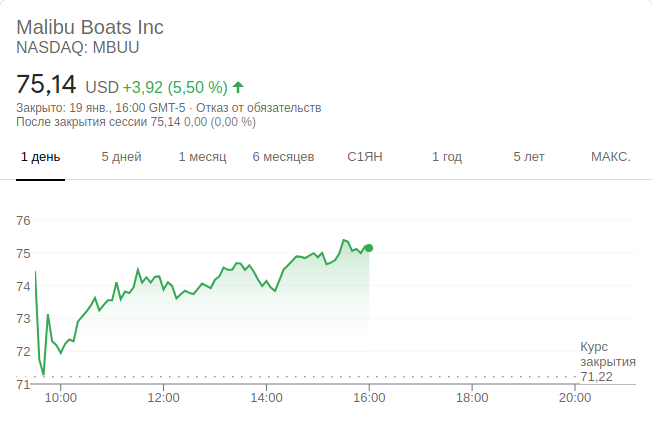 Malibu Boats Inc
NASDAQ: MBUU
75,14 USD +3,92 (5,50 %)
Закрыто: 19 янв., 16:00 GMT-5 · Отказ от обязательств
После закрытия сессии 75,14 0,00 (0,00 %)
1 день 5 дней 1 месяц 6 месяцев С1ЯН 1 год 5 лет МАКС.
76
75
74
73
72
71
Курс
закрытия
71,22
10:00 12:00 14:00 16:00 18:00 20:00